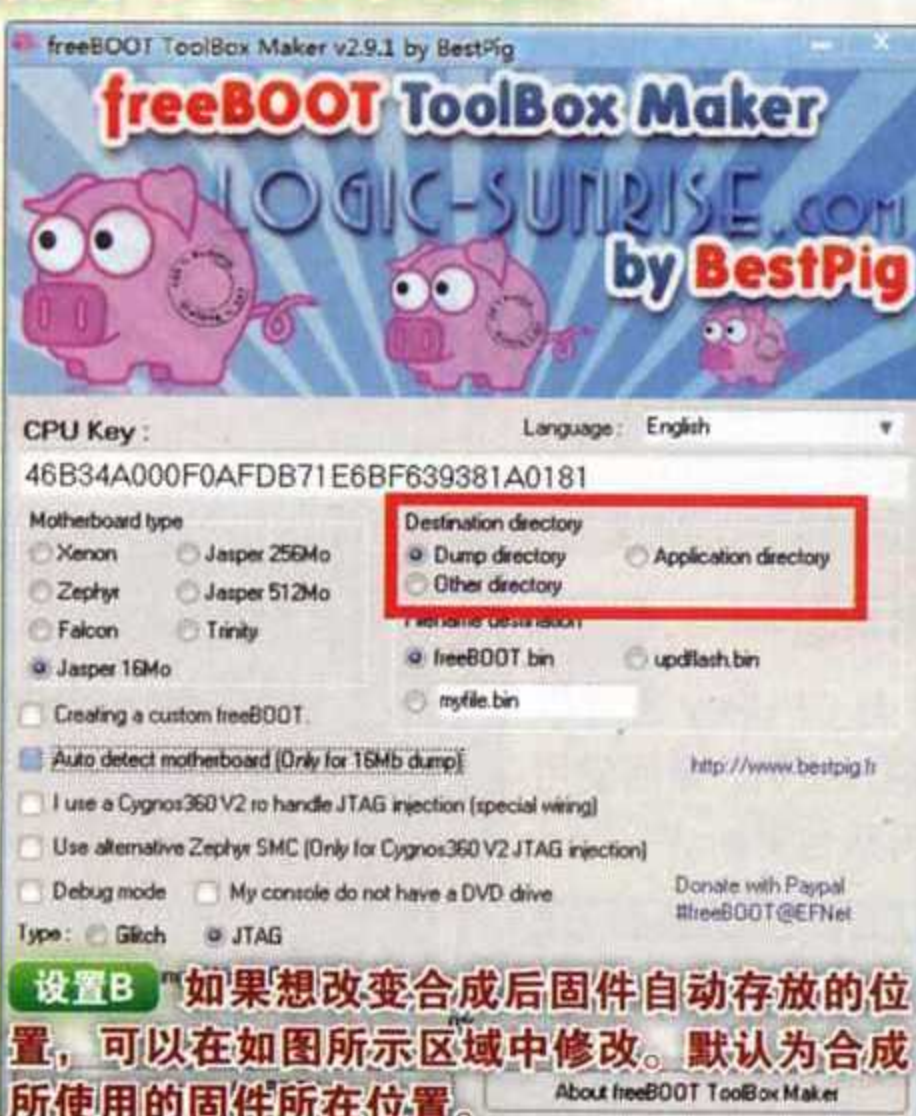 freeBOOT ToolBox Maker v2.9.1 by BestPig
freeBOOT ToolBox Maker
LOGIC-SUNRISE.COM
by BestPig
CPU Key :
Language : English
46B34A000F0AFDB71E6BF639381A0181
Motherboard type
Xenon
Jasper 256Mo
Zephyr
Jasper 512Mo
Falcon
Trinity
Jasper 16Mo
Destination directory
Dump directory
Application directory
Other directory
Filename destination
freeBOOT.bin
updflash.bin
myfile.bin
Creating a custom freeBOOT.
Auto detect motherboard (Only for 16Mb dump)
http://www.bestpig.fr
I use a Cygnos360 V2 ro handle JTAG injection (special wiring)
Use alternative Zephyr SMC (Only for Cygnos360 V2 JTAG injection)
Debug mode
My console do not have a DVD drive
Donate with Paypal
#freeBOOT@EFNet
Type : Glitch JTAG
设置B 如果想改变合成后固件自动存放的位
置，可以在如图所示区域中修改。默认为合成
所使用的固件所在位置。
About freeBOOT ToolBox Maker